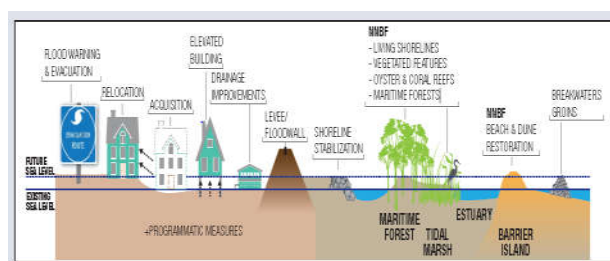 FLOOD WARNING
& EVACUATION
RELOCATION
ACQUISITION
ELEVATED
BUILDING
DRAINAGE
IMPROVEMENTS
LEVEE/
FLOODWALL
SHORELINE
STABILIZATION
NNBF
- LIVING SHORELINES
- VEGETATED FEATURES
- OYSTER & CORAL REEFS
- MARITIME FORESTS
NNBF
BEACH & DUNE
RESTORATION
BREAKWATERS
GROINS
EVACUATION
ROUTE
FUTURE
SEA LEVEL
EXISTING
SEA LEVEL
+PROGRAMMATIC MEASURES
MARITIME
FOREST
TIDAL
MARSH
ESTUARY
BARRIER
ISLAND